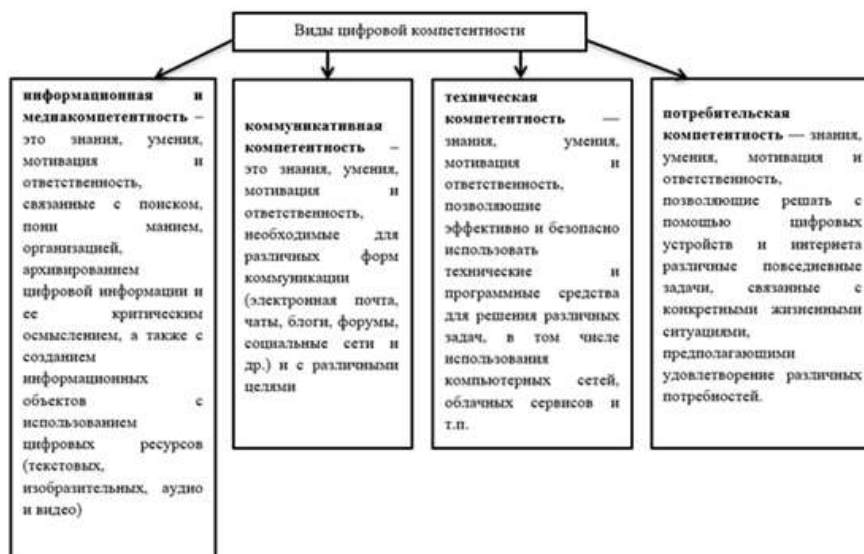 Виды цифровой компетентности
информационная и
медиакомпетентность –
это знания, умения,
мотивация и
ответственность,
связанные с поиском,
пони манием,
организацией,
архивированием
цифровой информации и
ее критическим
осмыслением, а также с
созданием
информационных
объектов с
использованием
цифровых ресурсов
(текстовых,
изобразительных, аудио
и видео)
коммуникативная
компетентность –
это знания, умения,
мотивация и
ответственность,
необходимые для
различных форм
коммуникации
(электронная почта,
чаты, блоги, форумы,
социальные сети и
др.) и с различными
целями
техническая
компетентность —
знания, умения,
мотивация и
ответственность,
позволяющие
эффективно и безопасно
использовать
технические и
программные средства
для решения различных
задач, в том числе
использования
компьютерных сетей,
облачных сервисов и
т.п.
потребительская
компетентность — знания,
умения, мотивация и
ответственность,
позволяющие решать с
помощью цифровых
устройств и интернета
различные повседневные
задачи, связанные с
конкретными жизненными
ситуациями,
предполагающими
удовлетворение различных
потребностей.